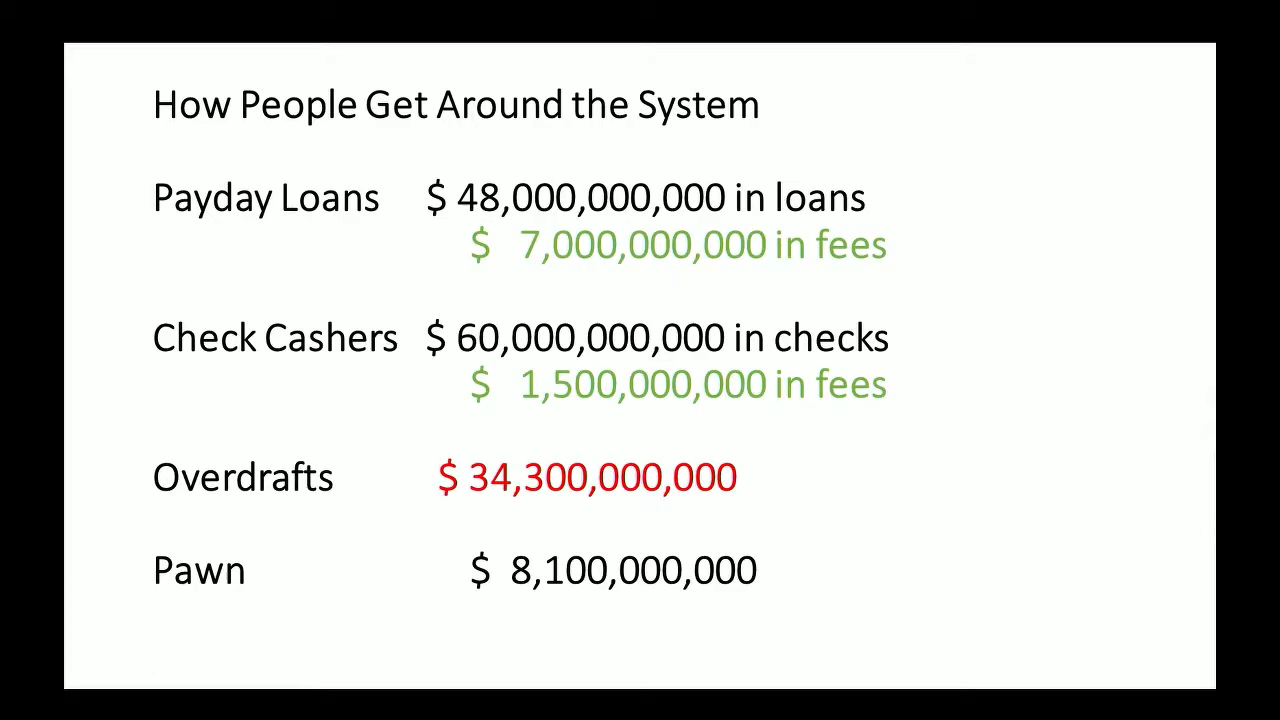 How People Get Around the System
Payday Loans $ 48,000,000,000 in loans
$ 7,000,000,000 in fees
Check Cashers $ 60,000,000,000 in checks
$ 1,500,000,000 in fees
Overdrafts $ 34,300,000,000
Pawn $ 8,100,000,000